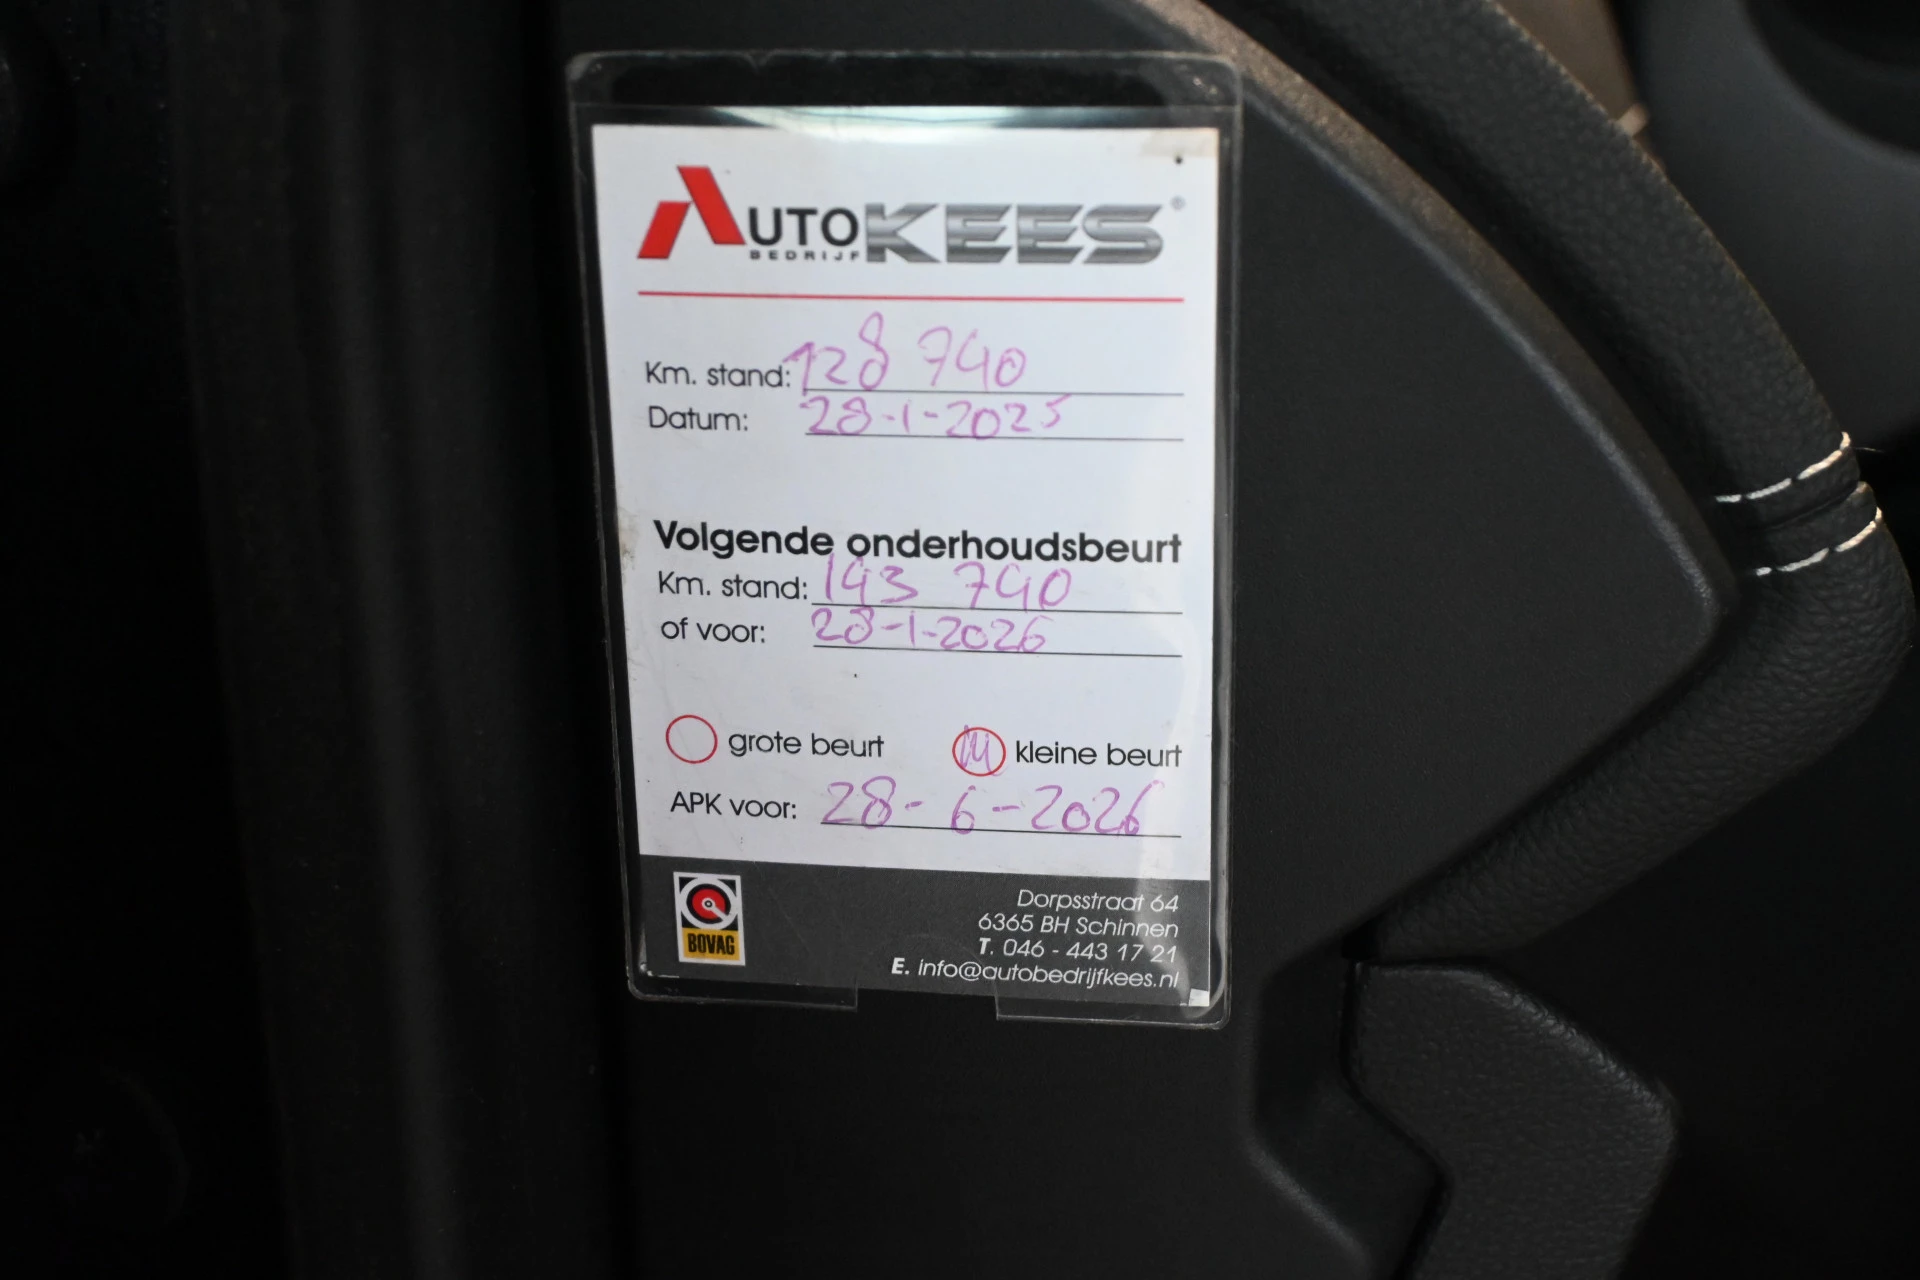 AUTO KEES®
BEDRIJF
Km. stand: 128 740
Datum: 28-1-2025
Volgende onderhoudsbeurt
Km. stand: 143 740
of voor: 28-1-2026
grote beurt kleine beurt
APK voor: 28-6-2026
BOVAG
Dorpsstraat 64
6365 BH Schinnen
T. 046 - 443 17 21
E. info@autobedrijfkees.nl